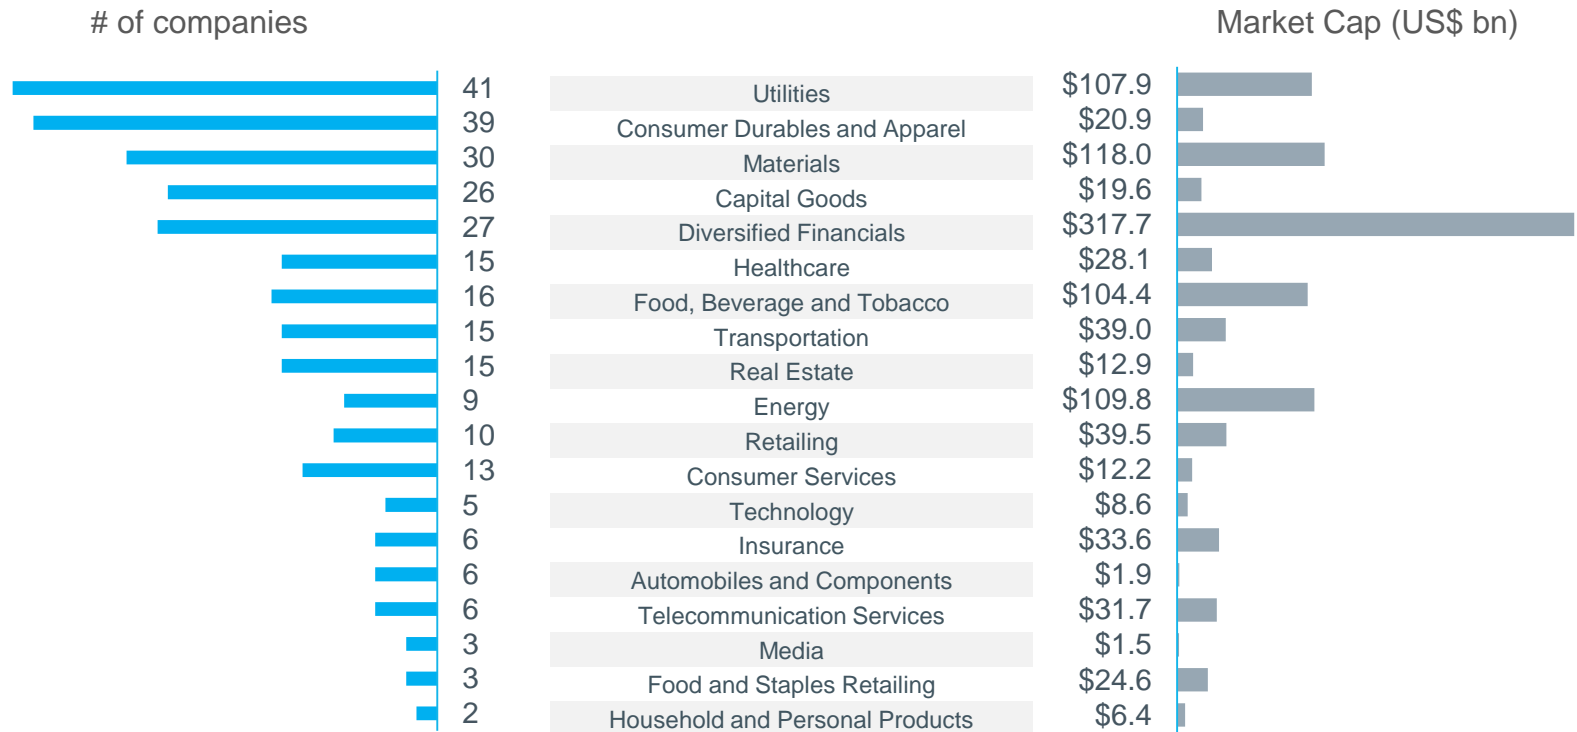 # of companies
Market Cap (US$ bn)
41 Utilities $107.9
39 Consumer Durables and Apparel $20.9
30 Materials $118.0
26 Capital Goods $19.6
27 Diversified Financials $317.7
15 Healthcare $28.1
16 Food, Beverage and Tobacco $104.4
15 Transportation $39.0
15 Real Estate $12.9
9 Energy $109.8
10 Retailing $39.5
13 Consumer Services $12.2
5 Technology $8.6
6 Insurance $33.6
6 Automobiles and Components $1.9
6 Telecommunication Services $31.7
3 Media $1.5
3 Food and Staples Retailing $24.6
2 Household and Personal Products $6.4